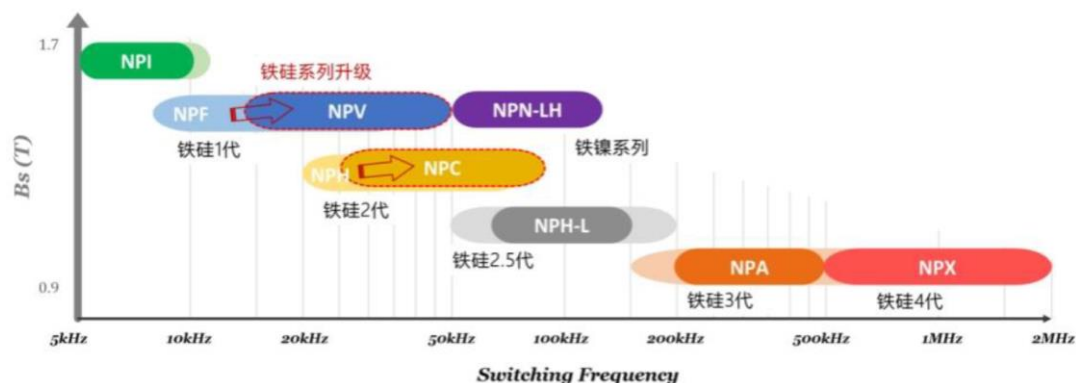 1.7
NPI
铁硅系列升级
NPF
NPV
NPN-LH
铁硅1代
铁镍系列
Bs (T)
NPH
NPC
铁硅2代
NPH-L
铁硅2.5代
NPA
NPX
0.9
铁硅3代
铁硅4代
5kHz
10kHz
20kHz
50kHz
100kHz
200kHz
500kHz
1MHz
2MHz
Switching Frequency